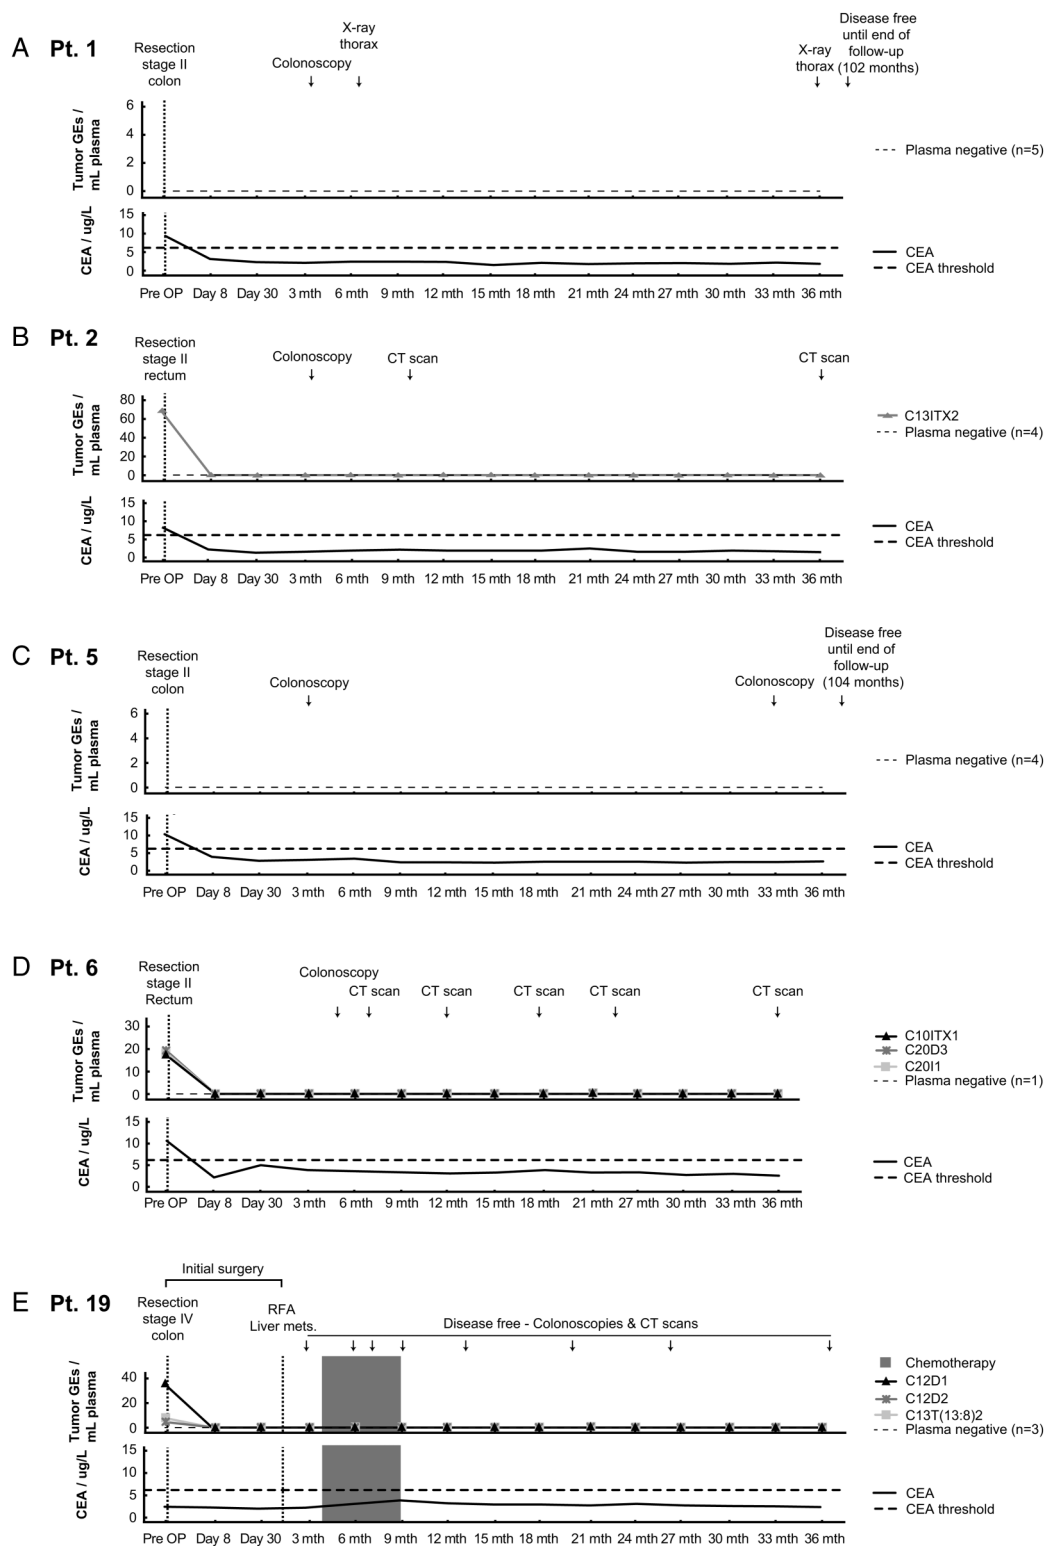 A Pt. 1
Resection
stage II
colon
Colonoscopy
X-ray
thorax
X-ray
thorax
Disease free
until end of
follow-up
(102 months)
Tumor GEs /
mL plasma
6
4
2
0
Plasma negative (n=5)
CEA / ug/L
15
10
5
0
CEA
CEA threshold
Pre OP Day 8 Day 30 3 mth 6 mth 9 mth 12 mth 15 mth 18 mth 21 mth 24 mth 27 mth 30 mth 33 mth 36 mth
B Pt. 2
Resection
stage II
rectum
Colonoscopy
CT scan
CT scan
Tumor GEs /
mL plasma
80
60
40
20
0
C13ITX2
Plasma negative (n=4)
CEA / ug/L
15
10
5
0
CEA
CEA threshold
Pre OP Day 8 Day 30 3 mth 6 mth 9 mth 12 mth 15 mth 18 mth 21 mth 24 mth 27 mth 30 mth 33 mth 36 mth
C Pt. 5
Resection
stage II
colon
Colonoscopy
Colonoscopy
Disease free
until end of
follow-up
(104 months)
Tumor GEs /
mL plasma
6
4
2
0
Plasma negative (n=4)
CEA / ug/L
15
10
5
0
CEA
CEA threshold
Pre OP Day 8 Day 30 3 mth 6 mth 9 mth 12 mth 15 mth 18 mth 21 mth 24 mth 27 mth 30 mth 33 mth 36 mth
D Pt. 6
Resection
stage II
Rectum
Colonoscopy
CT scan
CT scan
CT scan
CT scan
CT scan
Tumor GEs /
mL plasma
30
20
10
0
C10ITX1
C20D3
C20I1
Plasma negative (n=1)
CEA / ug/L
15
10
5
0
CEA
CEA threshold
Pre OP Day 8 Day 30 3 mth 6 mth 9 mth 12 mth 15 mth 18 mth 21 mth 24 mth 27 mth 30 mth 33 mth 36 mth
Initial surgery
E Pt. 19
Resection
stage IV
colon
RFA
Liver mets.
Disease free - Colonoscopies & CT scans
Tumor GEs /
mL plasma
40
20
0
Chemotherapy
C12D1
C12D2
C13T(13:8)2
Plasma negative (n=3)
CEA / ug/L
15
10
5
0
CEA
CEA threshold
Pre OP Day 8 Day 30 3 mth 6 mth 9 mth 12 mth 15 mth 18 mth 21 mth 24 mth 27 mth 30 mth 33 mth 36 mth